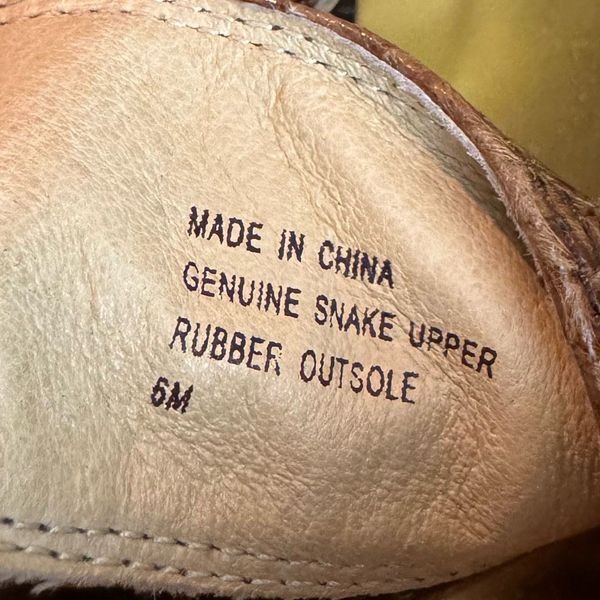 MADE IN CHINA
GENUINE SNAKE UPPER
RUBBER OUTSOLE
6M